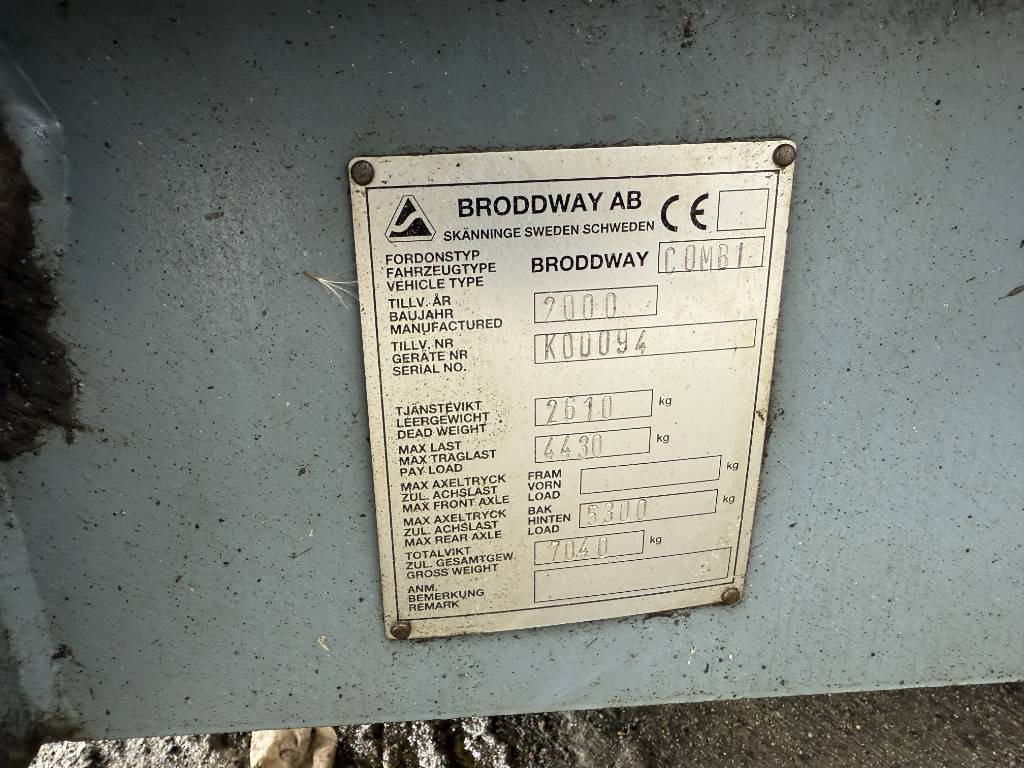 BRODDWAY AB CE
SKÄNNINGE SWEDEN SCHWEDEN
FORDONSTYP
FAHRZEUGTYPE
VEHICLE TYPE
BRODDWAY COMBI
TILLV. ÅR
BAUJAHR
MANUFACTURED
2000
TILLV. NR
GERÄTE NR
SERIAL NO.
K00094
TJÄNSTEVIKT
LEERGEWICHT
DEAD WEIGHT
2610 kg
MAX LAST
MAX TRAGLAST
PAY LOAD
4430 kg
MAX AXELTRYCK
ZUL. ACHSLAST
MAX FRONT AXLE
FRAM
VORN
LOAD
kg
MAX AXELTRYCK
ZUL. ACHSLAST
MAX REAR AXLE
BAK
HINTEN
LOAD
5300 kg
TOTALVIKT
ZUL. GESAMTGEW.
GROSS WEIGHT
7040 kg
ANM.
BEMERKUNG
REMARK